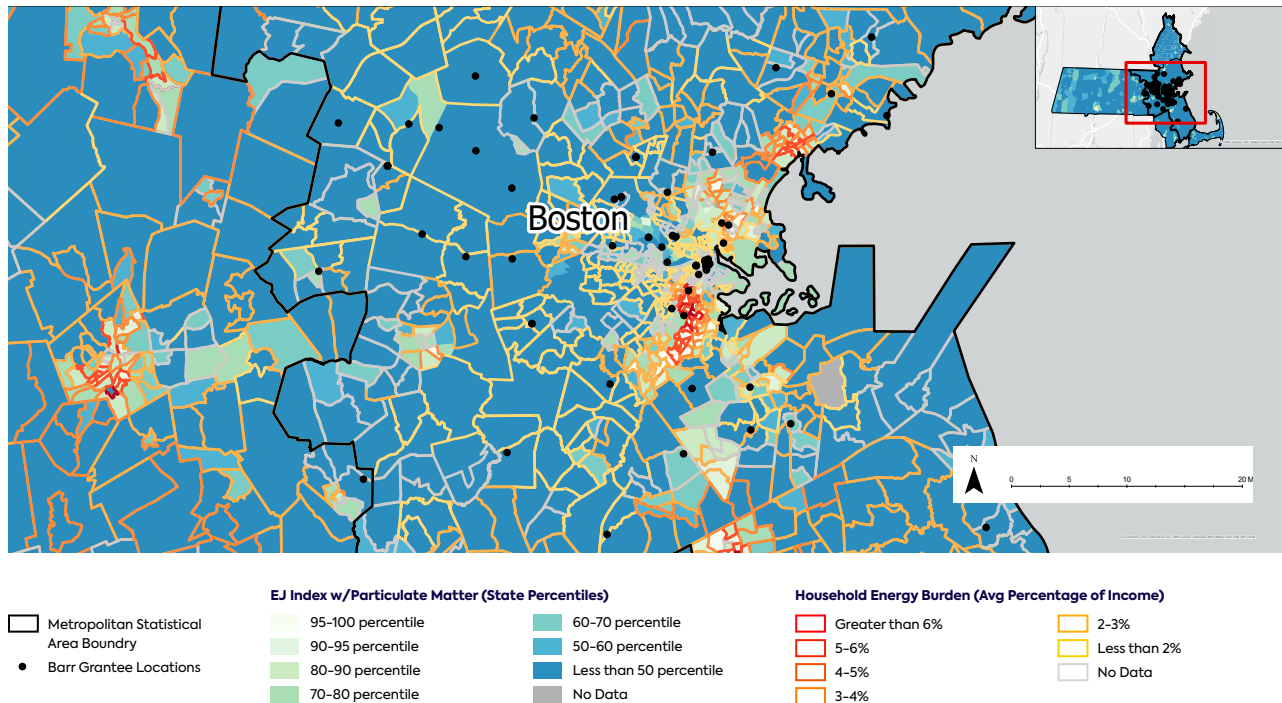 Boston
N
0
5
10
20 M
EJ Index w/Particulate Matter (State Percentiles)
Household Energy Burden (Avg Percentage of Income)
Metropolitan Statistical
Area Boundry
Barr Grantee Locations
95-100 percentile
90-95 percentile
80-90 percentile
70-80 percentile
60-70 percentile
50-60 percentile
Less than 50 percentile
No Data
Greater than 6%
5-6%
4-5%
3-4%
2-3%
Less than 2%
No Data